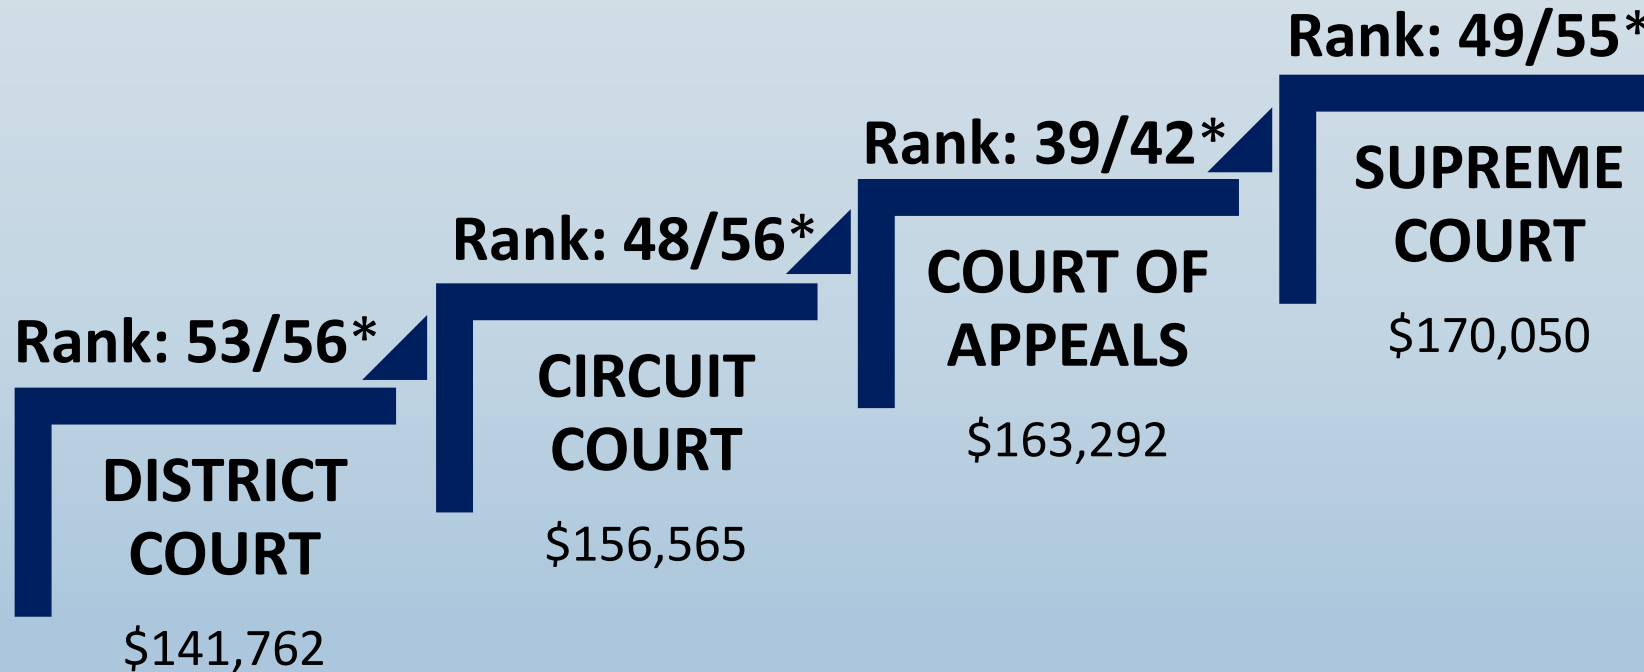 Rank: 53/56*
DISTRICT
COURT
$141,762
Rank: 48/56*
CIRCUIT
COURT
$156,565
Rank: 39/42*
COURT OF
APPEALS
$163,292
Rank: 49/55*
SUPREME
COURT
$170,050